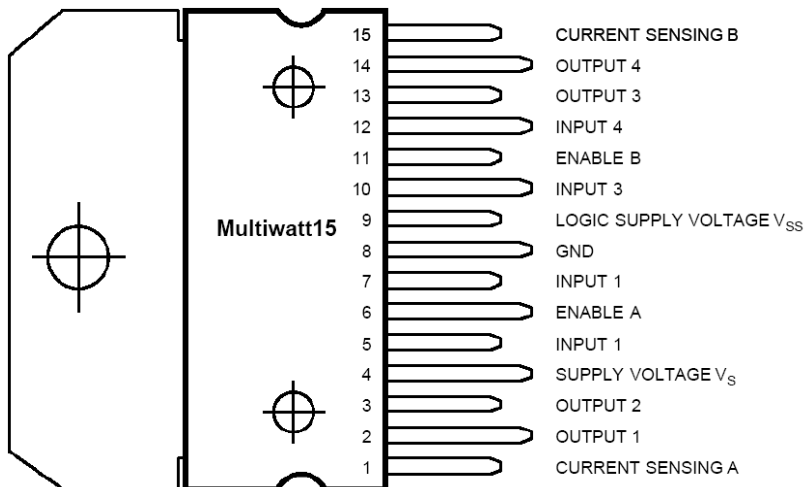 15 CURRENT SENSING B
14 OUTPUT 4
13 OUTPUT 3
12 INPUT 4
11 ENABLE B
10 INPUT 3
Multiwatt15
9 LOGIC SUPPLY VOLTAGE VSS
8 GND
7 INPUT 1
6 ENABLE A
5 INPUT 1
4 SUPPLY VOLTAGE VS
3 OUTPUT 2
2 OUTPUT 1
1 CURRENT SENSING A